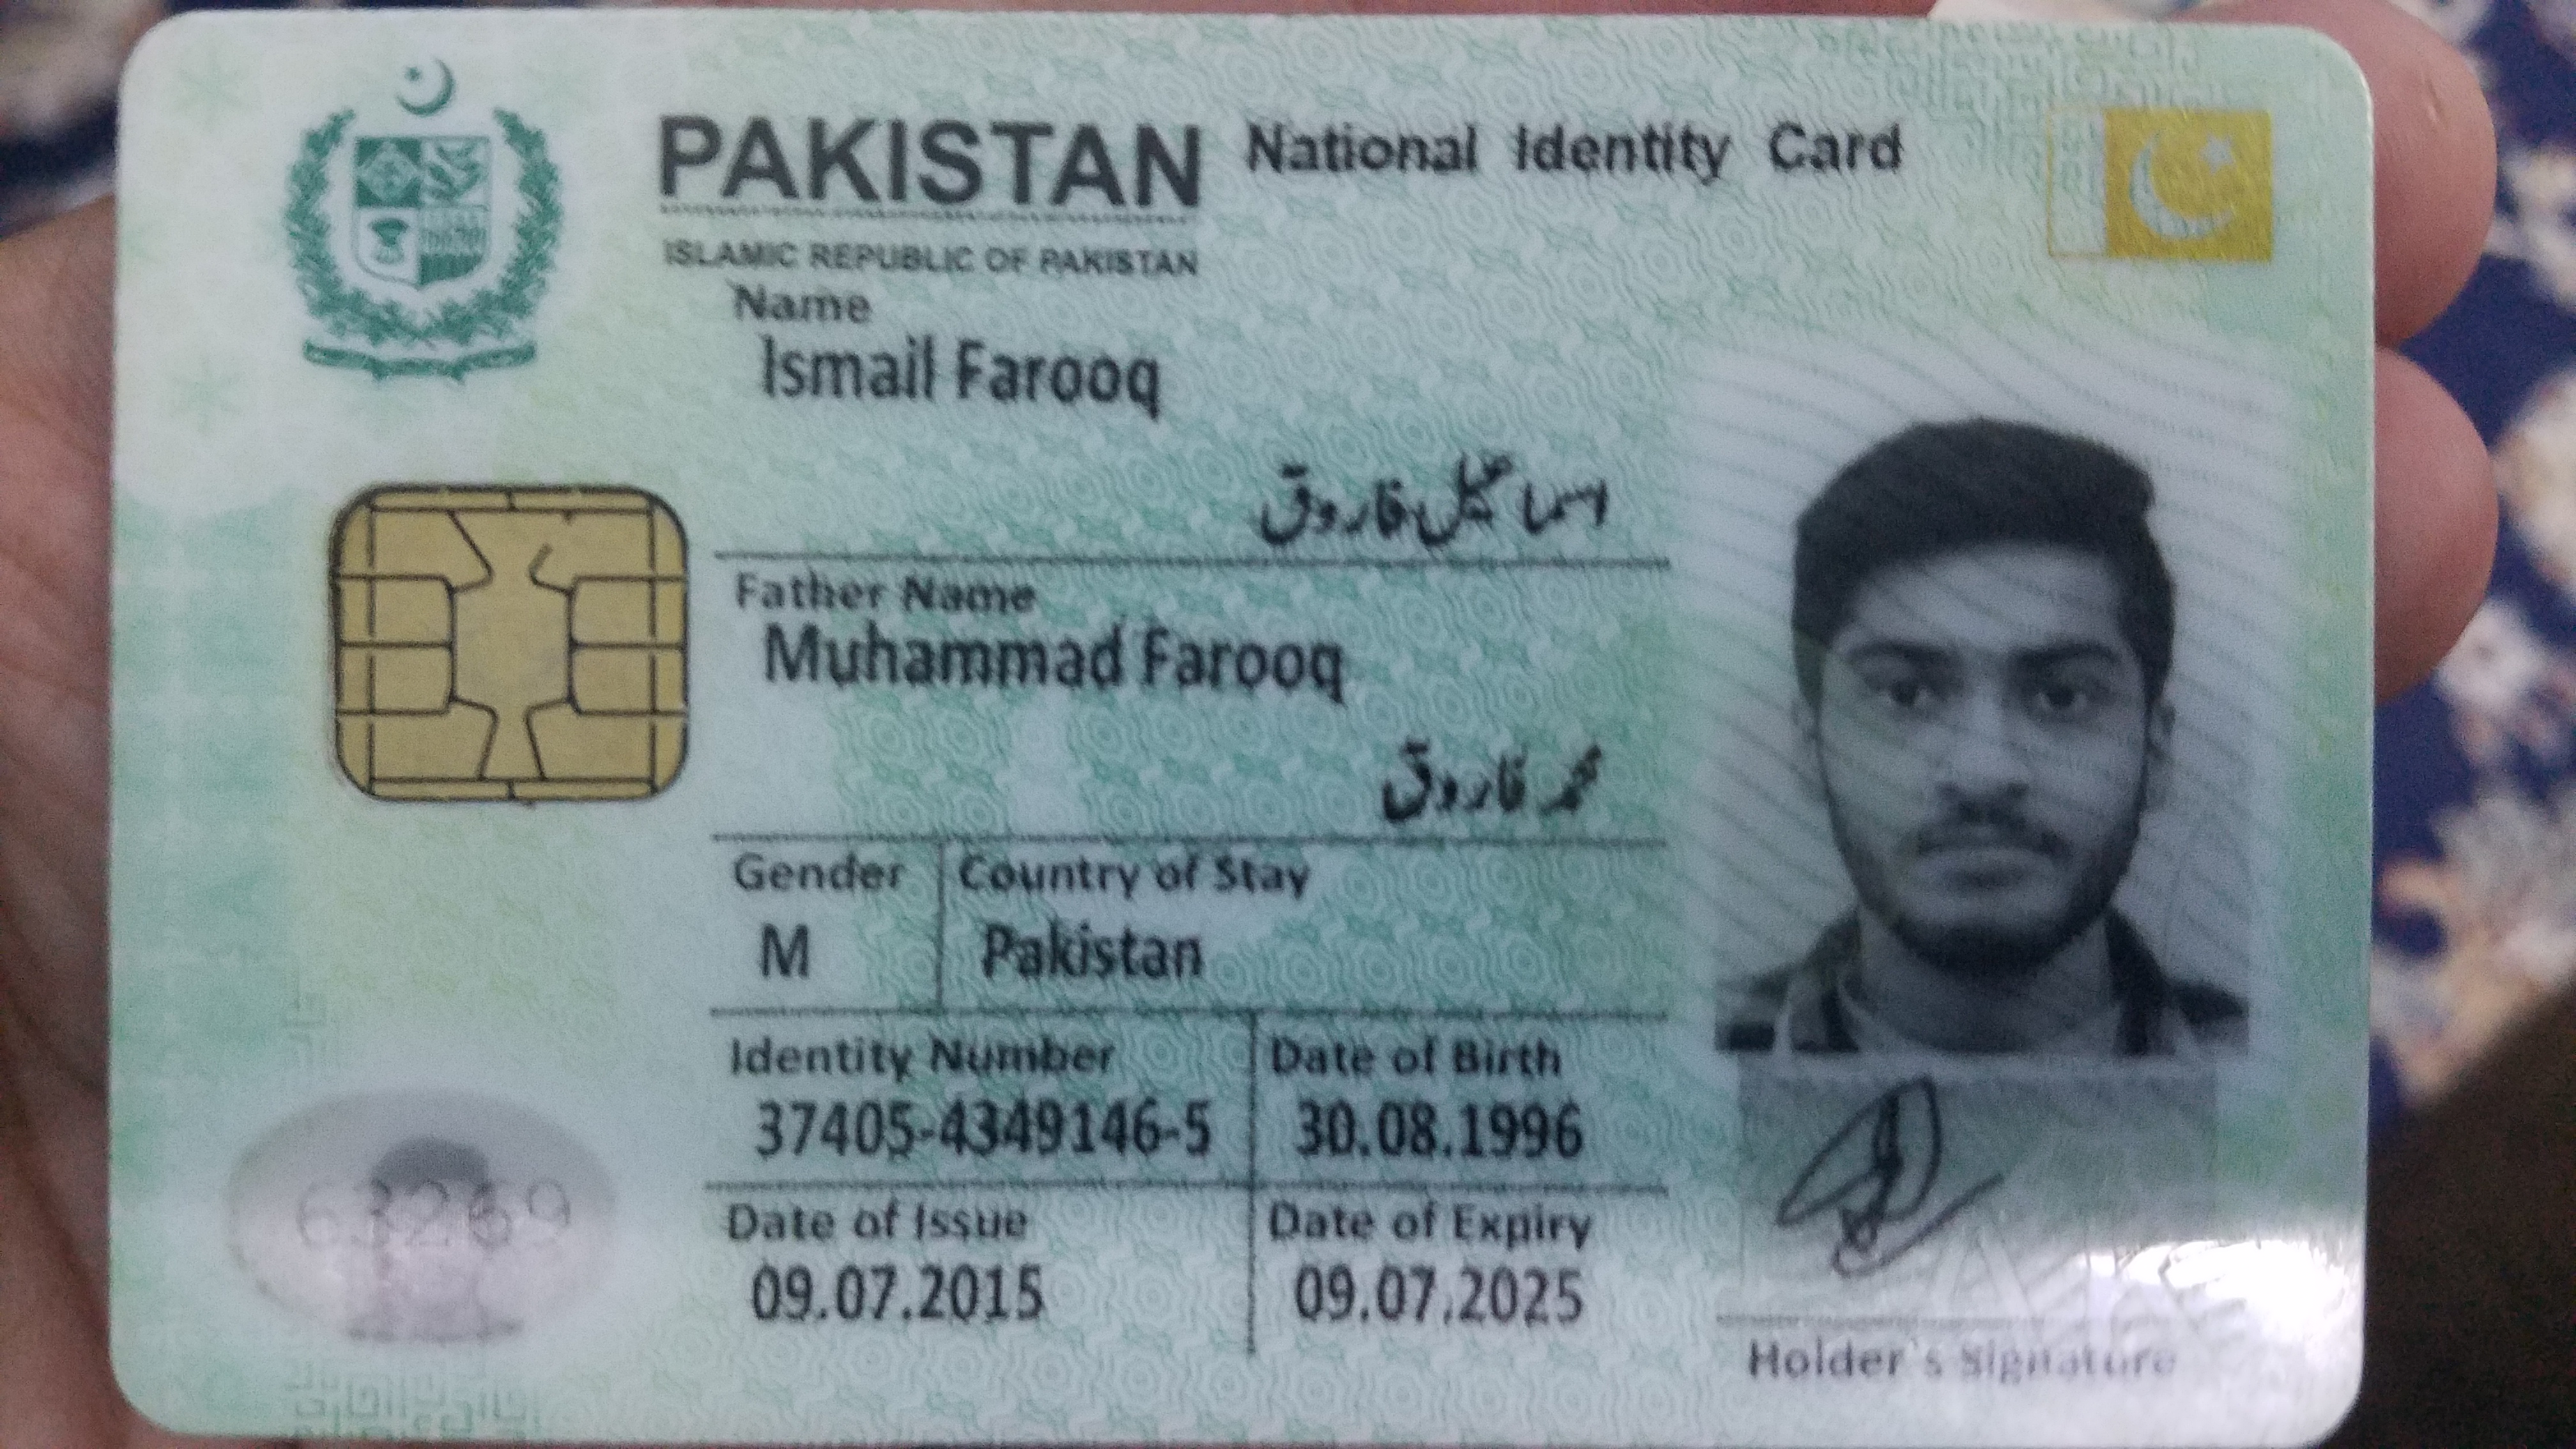 PAKISTAN National Identity Card
ISLAMIC REPUBLIC OF PAKISTAN
Name
Ismail Farooq
اسماعیل فاروق
Father Name
Muhammad Farooq
محمد فاروق
Gender Country of Stay
M Pakistan
Identity Number Date of Birth
37405-4349146-5 30.08.1996
Date of Issue Date of Expiry
09.07.2015 09.07.2025
Holder's Signature